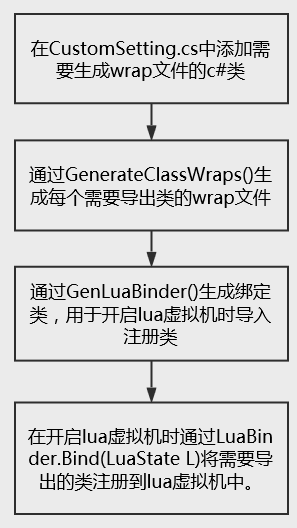 在CustomSetting.cs中添加需
要生成wrap文件的c#类
通过GenerateClassWraps()生
成每个需要导出类的wrap文件
通过GenLuaBinder()生成绑定
类，用于开启lua虚拟机时导入
注册类
在开启lua虚拟机时通过LuaBin
der.Bind(LuaState L)将需要导
出的类注册到lua虚拟机中。